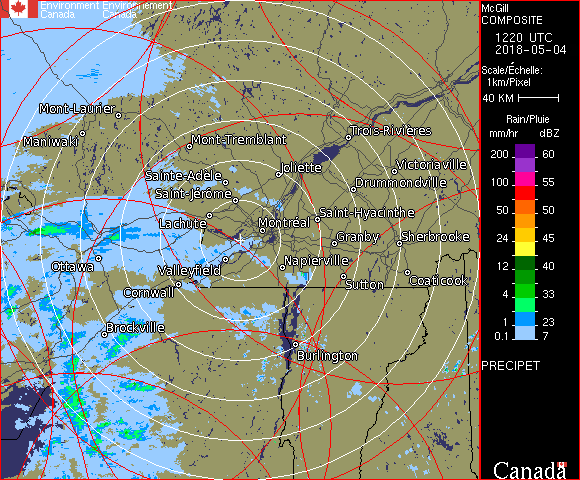 Environment Environnement
Canada Canada
McGill
COMPOSITE
1220 UTC
2018-05-04
Scale/Échelle:
1km/Pixel
40 KM
Rain/Pluie
mm/hr dBZ
200 60
150 57
100 55
50 50
24 45
12 40
4 33
1 23
0.1 7
PRECIPET
Canada
Mont-Laurier
Maniwaki
Mont-Tremblant
Trois-Rivières
Sainte-Adèle
Joliette
Victoriaville
Saint-Jérôme
Drummondville
Lachute
Montréal
Saint-Hyacinthe
Granby
Sherbrooke
Ottawa
Valleyfield
Napierville
Cornwall
Sutton
Coaticook
Brockville
Burlington